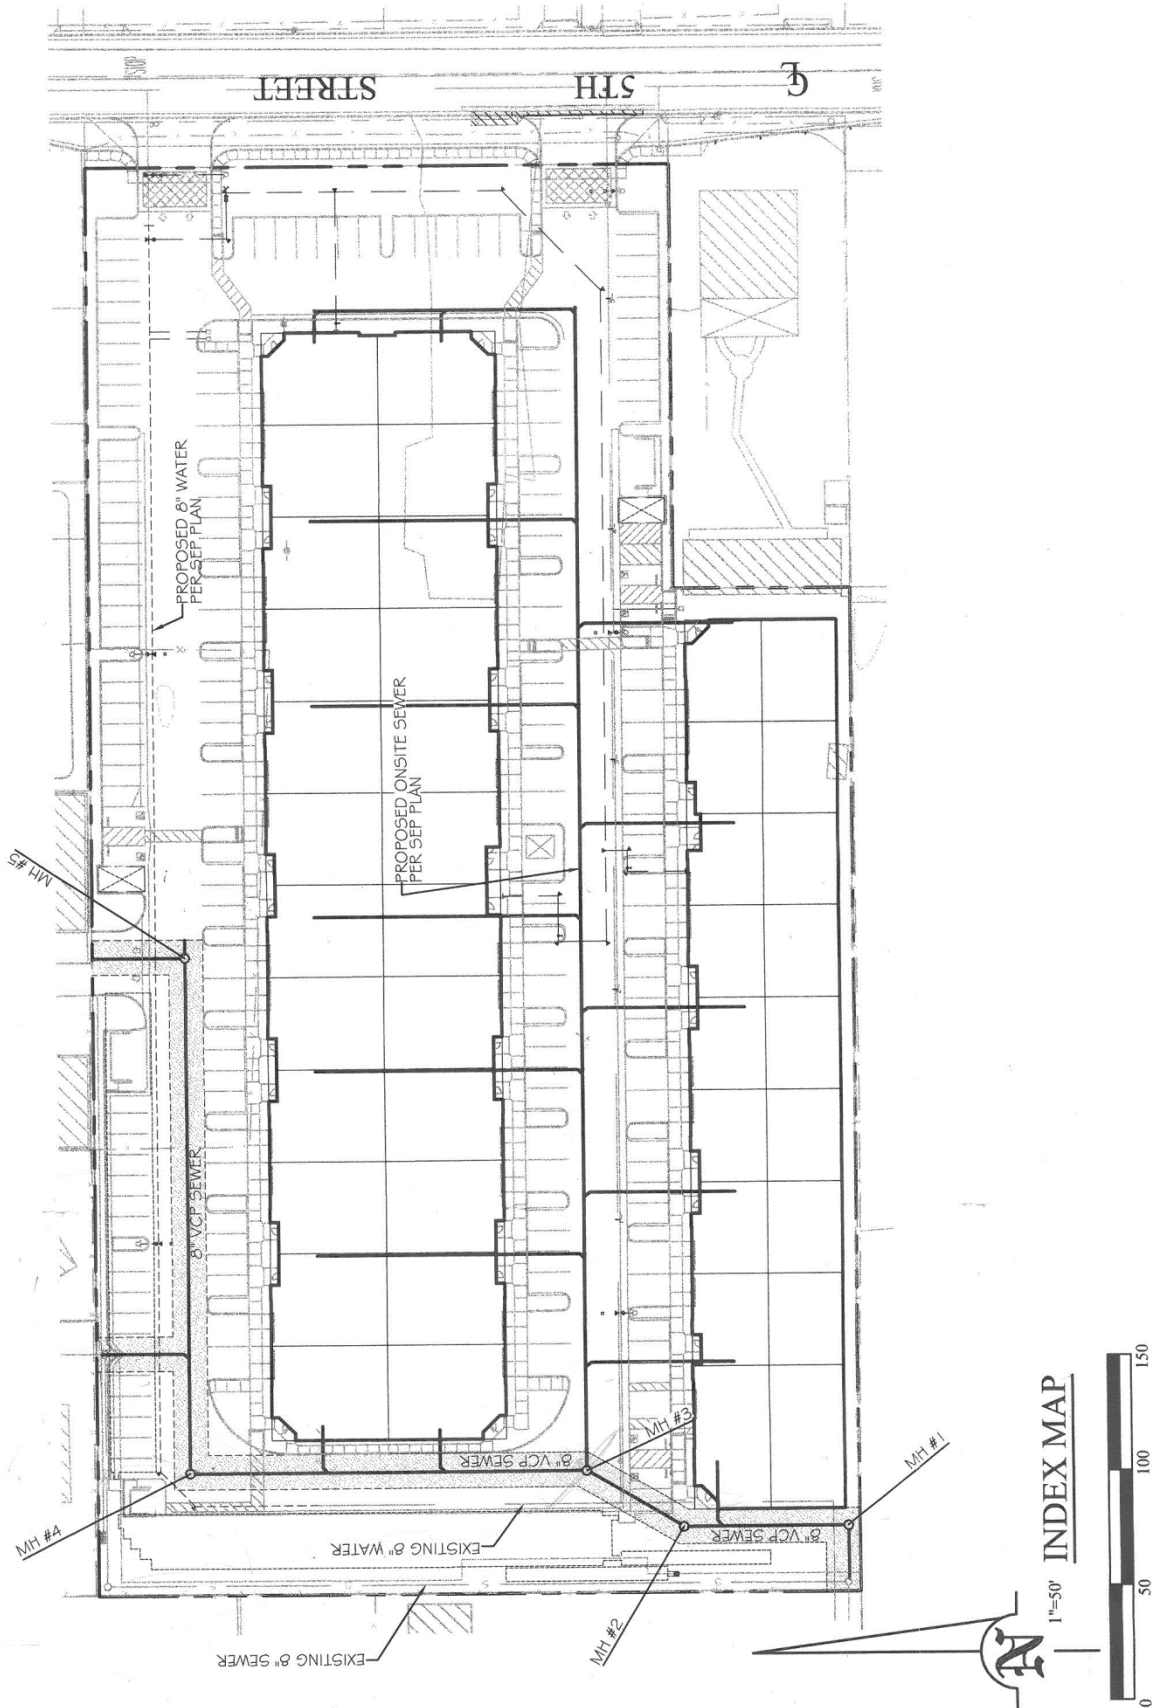 STREET
5TH
℄
PROPOSED 8" WATER
PER SEP PLAN
MH #5
PROPOSED ONSITE SEWER
PER SEP PLAN
8" VCP SEWER
MH #4
8" VCP SEWER
MH #3
EXISTING 8" WATER
8" VCP SEWER
MH #1
MH #2
EXISTING 8" SEWER
N
1"=50'
INDEX MAP
0
50
100
150